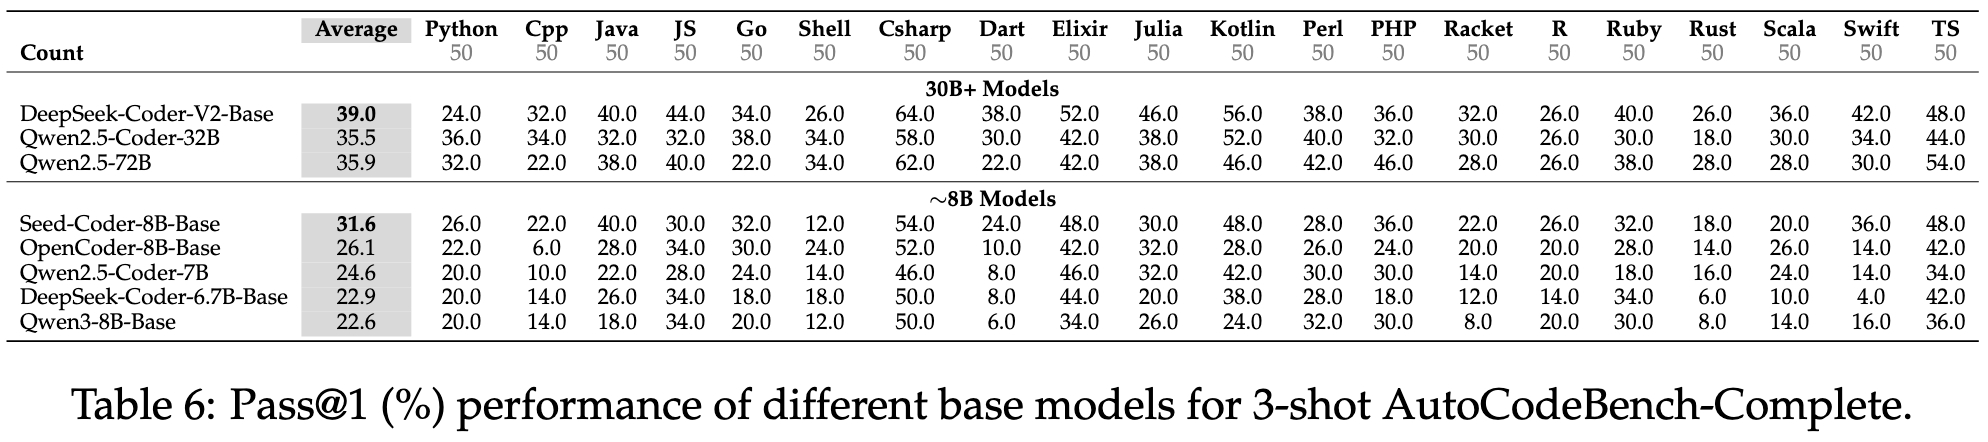 Average Python Cpp Java JS Go Shell Csharp Dart Elixir Julia Kotlin Perl PHP Racket R Ruby Rust Scala Swift TS
Count 50 50 50 50 50 50 50 50 50 50 50 50 50 50 50 50 50 50 50 50
30B+ Models
DeepSeek-Coder-V2-Base 39.0 24.0 32.0 40.0 44.0 34.0 26.0 64.0 38.0 52.0 46.0 56.0 38.0 36.0 32.0 26.0 40.0 26.0 36.0 42.0 48.0
Qwen2.5-Coder-32B 35.5 36.0 34.0 32.0 32.0 38.0 34.0 58.0 30.0 42.0 38.0 52.0 40.0 32.0 30.0 26.0 30.0 18.0 30.0 34.0 44.0
Qwen2.5-72B 35.9 32.0 22.0 38.0 40.0 22.0 34.0 62.0 22.0 42.0 38.0 46.0 42.0 46.0 28.0 26.0 38.0 28.0 28.0 30.0 54.0
~8B Models
Seed-Coder-8B-Base 31.6 26.0 22.0 40.0 30.0 32.0 12.0 54.0 24.0 48.0 30.0 48.0 28.0 36.0 22.0 26.0 32.0 18.0 20.0 36.0 48.0
OpenCoder-8B-Base 26.1 22.0 6.0 28.0 34.0 30.0 24.0 52.0 10.0 42.0 32.0 28.0 26.0 24.0 20.0 20.0 28.0 14.0 26.0 14.0 42.0
Qwen2.5-Coder-7B 24.6 20.0 10.0 22.0 28.0 24.0 14.0 46.0 8.0 46.0 32.0 42.0 30.0 30.0 14.0 20.0 18.0 16.0 24.0 14.0 34.0
DeepSeek-Coder-6.7B-Base 22.9 20.0 14.0 26.0 34.0 18.0 18.0 50.0 8.0 44.0 20.0 38.0 28.0 18.0 12.0 14.0 34.0 6.0 10.0 4.0 42.0
Qwen3-8B-Base 22.6 20.0 14.0 18.0 34.0 20.0 12.0 50.0 6.0 34.0 26.0 24.0 32.0 30.0 8.0 20.0 30.0 8.0 14.0 16.0 36.0
Table 6: Pass@1 (%) performance of different base models for 3-shot AutoCodeBench-Complete.